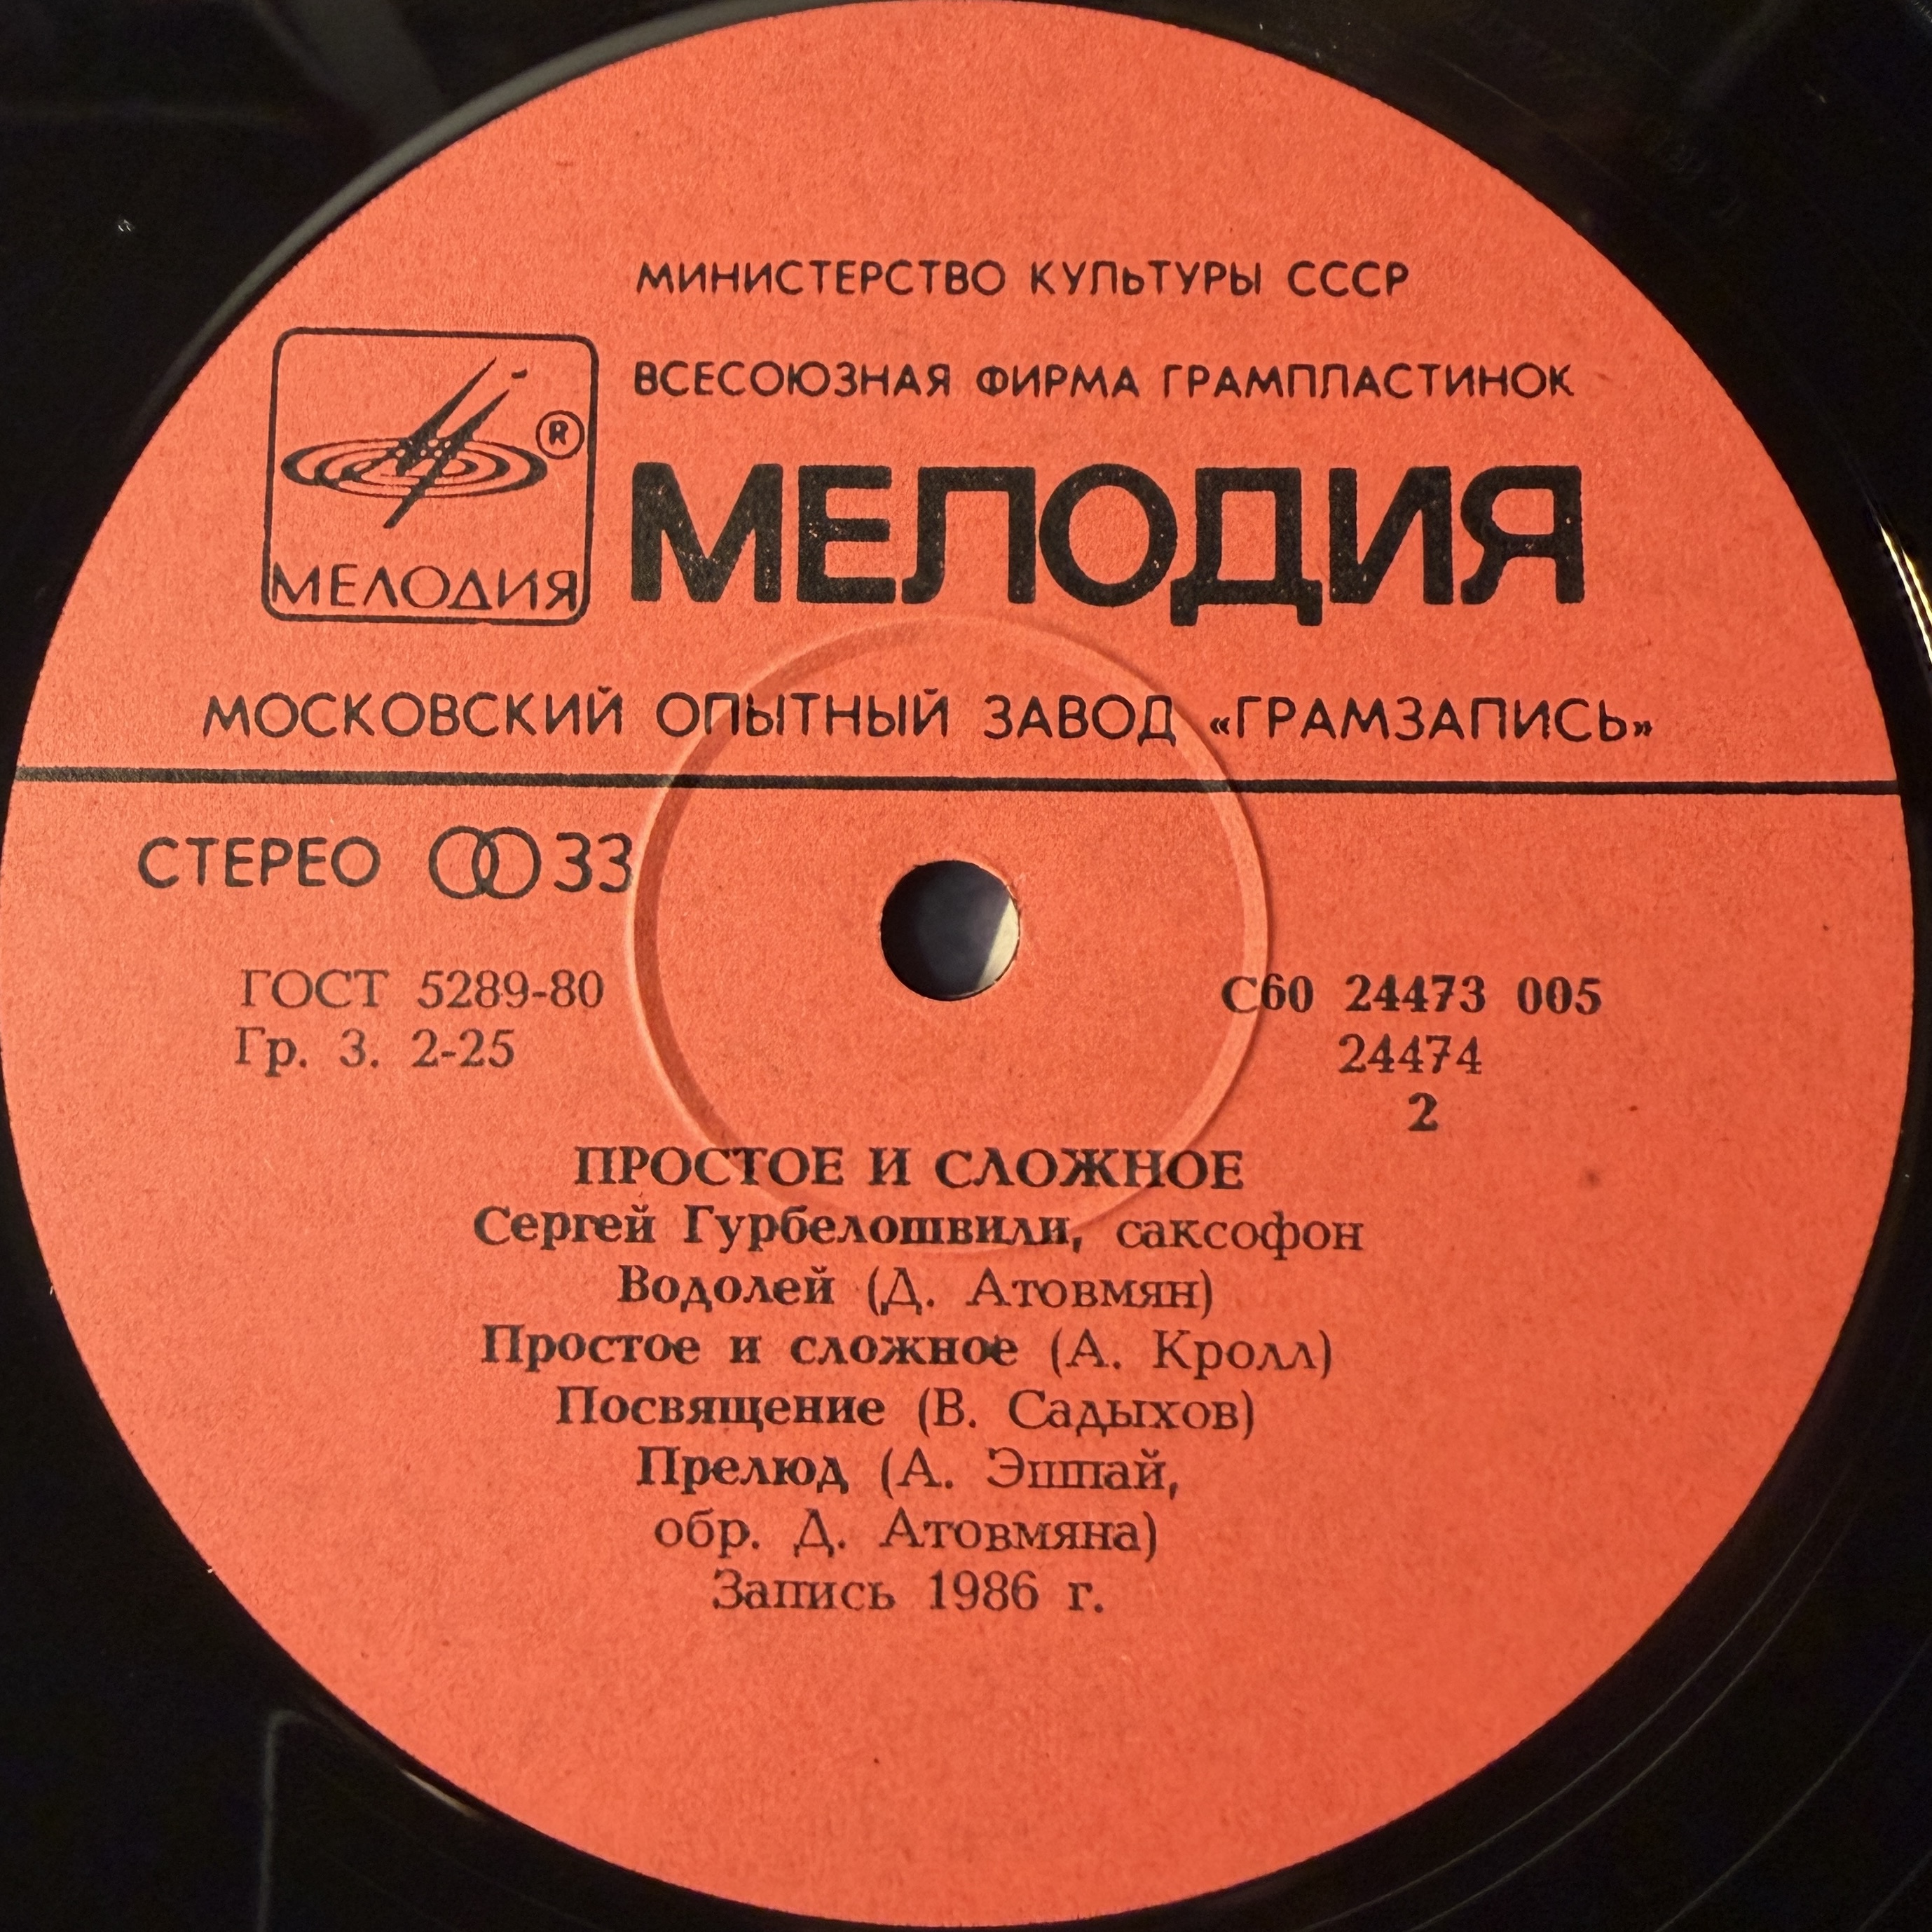 МИНИСТЕРСТВО КУЛЬТУРЫ СССР
ВСЕСОЮЗНАЯ ФИРМА ГРАМПЛАСТИНОК
®
МЕЛОДИЯ
МЕЛОДИЯ
МОСКОВСКИЙ ОПЫТНЫЙ ЗАВОД «ГРАМЗАПИСЬ»
СТЕРЕО 33
ГОСТ 5289-80
Гр. 3. 2-25
С60 24473 005
24474
2
ПРОСТОЕ И СЛОЖНОЕ
Сергей Гурбелошвили, саксофон
Водолей (Д. Атовмян)
Простое и сложное (А. Кролл)
Посвящение (В. Садыхов)
Прелюд (А. Эшпай,
обр. Д. Атовмяна)
Запись 1986 г.